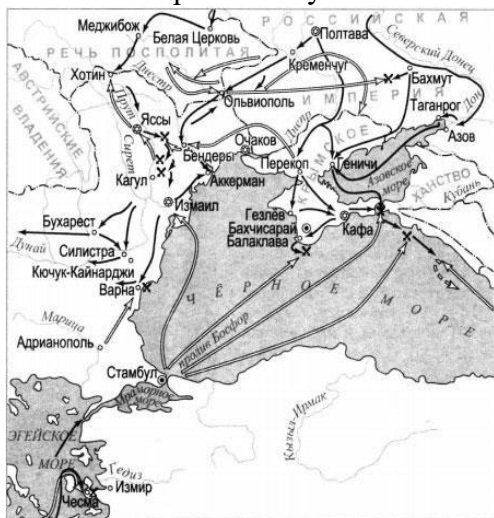 РОССИЙСКАЯ
Меджибож
Белая Церковь
Полтава
РЕЧЬ ПОСПОЛИТАЯ
Кременчуг
Северский Донец
Хотин
Днестр
Бахмут
АВСТРИЙСКИЕ
ВЛАДЕНИЯ
Ольвиополь
ИМПЕРИЯ
Таганрог
Дон
Прут
Яссы
Сирет
Очаков
Днепр
Азов
Бендеры
Перекоп
Геничи
Аккерман
Азовское
море
ХАНСТВО
Кагул
Кубань
Измаил
Гезлёв
Бухарест
Бахчисарай
Кафа
Балаклава
Силистра
Дунай
Кючук-Кайнарджи
Варна
ЧЁРНОЕ
МОРЕ
Марица
Адрианополь
пролив Босфор
Стамбул
Мраморное
море
ЭГЕЙСКОЕ
МОРЕ
Кызыл-Ирмак
Гедиз
Измир
Чесма